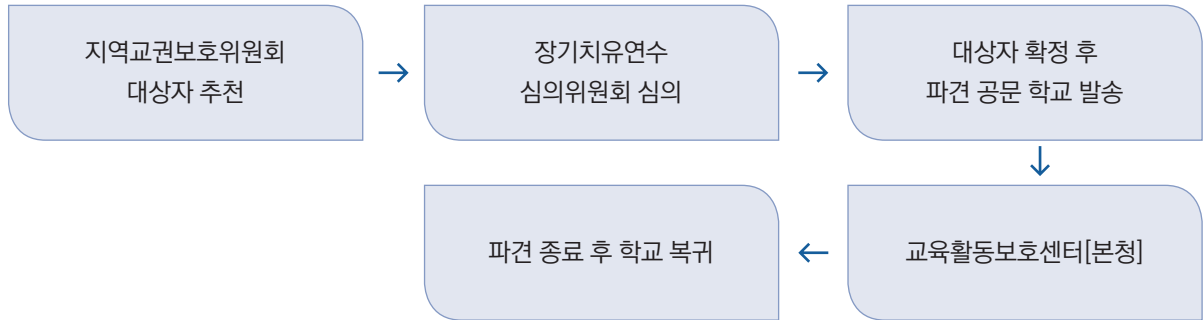 지역교권보호위원회
대상자 추천
→
장기치유연수
심의위원회 심의
→
대상자 확정 후
파견 공문 학교 발송
↓
교육활동보호센터[본청]
←
파견 종료 후 학교 복귀